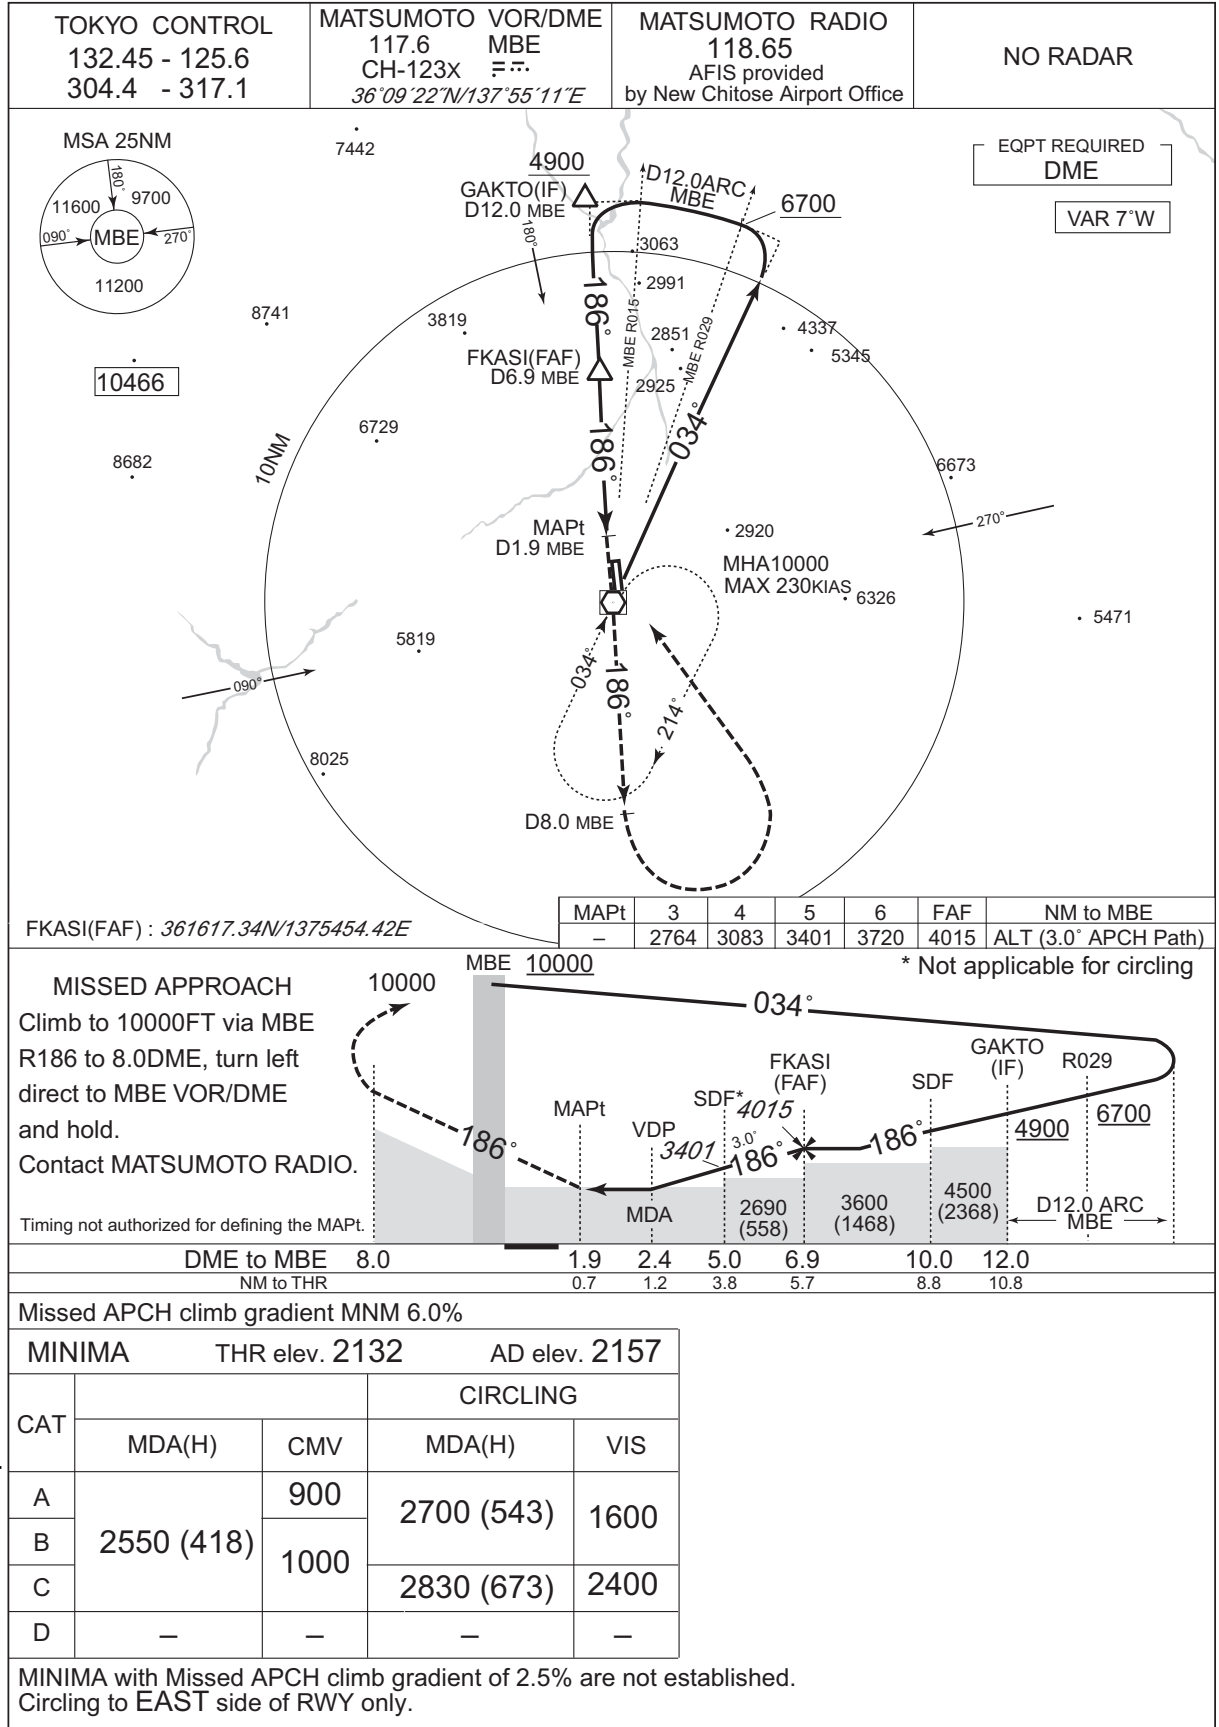 TOKYO CONTROL
132.45 - 125.6
304.4 - 317.1
MATSUMOTO VOR/DME
117.6 MBE
CH-123X
36°09´22˝N/137°55´11˝E
MATSUMOTO RADIO
118.65
AFIS provided
by New Chitose Airport Office
NO RADAR
MSA 25NM
180°
11600
9700
090°
MBE
270°
11200
7442
4900
GAKTO(IF)
D12.0 MBE
180°
D12.0ARC
MBE
6700
EQPT REQUIRED
DME
VAR 7°W
3063
2991
186°
MBE R015
MBE R029
8741
3819
2851
4337
5345
FKASI(FAF)
D6.9 MBE
2925
10466
6729
186°
034°
10NM
8682
6673
270°
MAPt
D1.9 MBE
2920
MHA10000
MAX 230KIAS
6326
5471
5819
034°
186°
214°
090°
8025
D8.0 MBE
FKASI(FAF) : 361617.34N/1375454.42E
MAPt 3 4 5 6 FAF NM to MBE
– 2764 3083 3401 3720 4015 ALT (3.0° APCH Path)
* Not applicable for circling
MISSED APPROACH
Climb to 10000FT via MBE
R186 to 8.0DME, turn left
direct to MBE VOR/DME
and hold.
Contact MATSUMOTO RADIO.
Timing not authorized for defining the MAPt.
10000
MBE 10000
034°
GAKTO
(IF)
R029
FKASI
(FAF)
SDF
SDF*
4015
MAPt
VDP
3401
3.0°
186°
186°
186°
4900
6700
MDA
2690
(558)
3600
(1468)
4500
(2368)
D12.0 ARC
MBE
DME to MBE 8.0 1.9 2.4 5.0 6.9 10.0 12.0
NM to THR 0.7 1.2 3.8 5.7 8.8 10.8
Missed APCH climb gradient MNM 6.0%
MINIMA THR elev. 2132 AD elev. 2157
CAT
CIRCLING
MDA(H) CMV MDA(H) VIS
A 900
2550 (418) 2700 (543) 1600
B 1000
C 2830 (673) 2400
D – – – –
MINIMA with Missed APCH climb gradient of 2.5% are not established.
Circling to EAST side of RWY only.